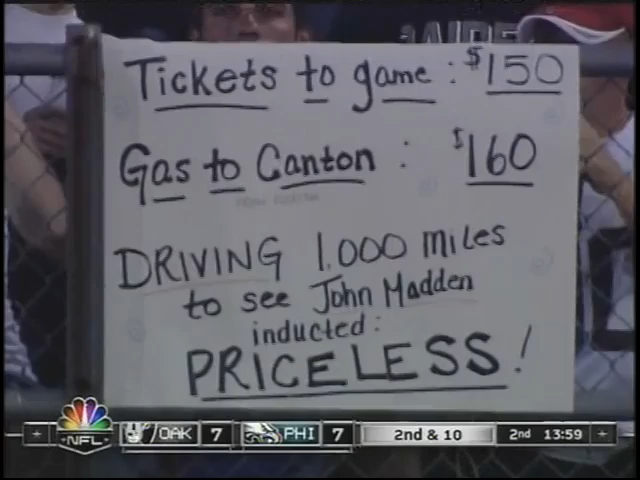 RAIDERS
Tickets to game : $150
Gas to Canton : $160
DRIVING 1,000 miles
to see John Madden
inducted:
PRICELESS!
NFL OAK 7 PHI 7 2nd & 10 2nd 13:59